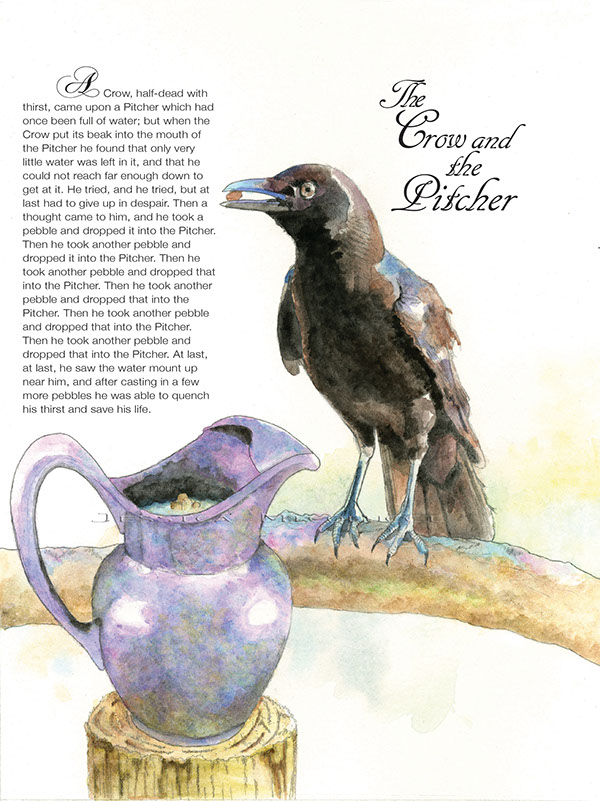 A Crow, half-dead with
thirst, came upon a Pitcher which had
once been full of water; but when the
Crow put its beak into the mouth of
the Pitcher he found that only very
little water was left in it, and that he
could not reach far enough down to
get at it. He tried, and he tried, but at
last had to give up in despair. Then a
thought came to him, and he took a
pebble and dropped it into the Pitcher.
Then he took another pebble and
dropped it into the Pitcher. Then he
took another pebble and dropped that
into the Pitcher. Then he took another
pebble and dropped that into the
Pitcher. Then he took another pebble
and dropped that into the Pitcher.
Then he took another pebble and
dropped that into the Pitcher. At last,
at last, he saw the water mount up
near him, and after casting in a few
more pebbles he was able to quench
his thirst and save his life.
The
Crow and
the
Pitcher